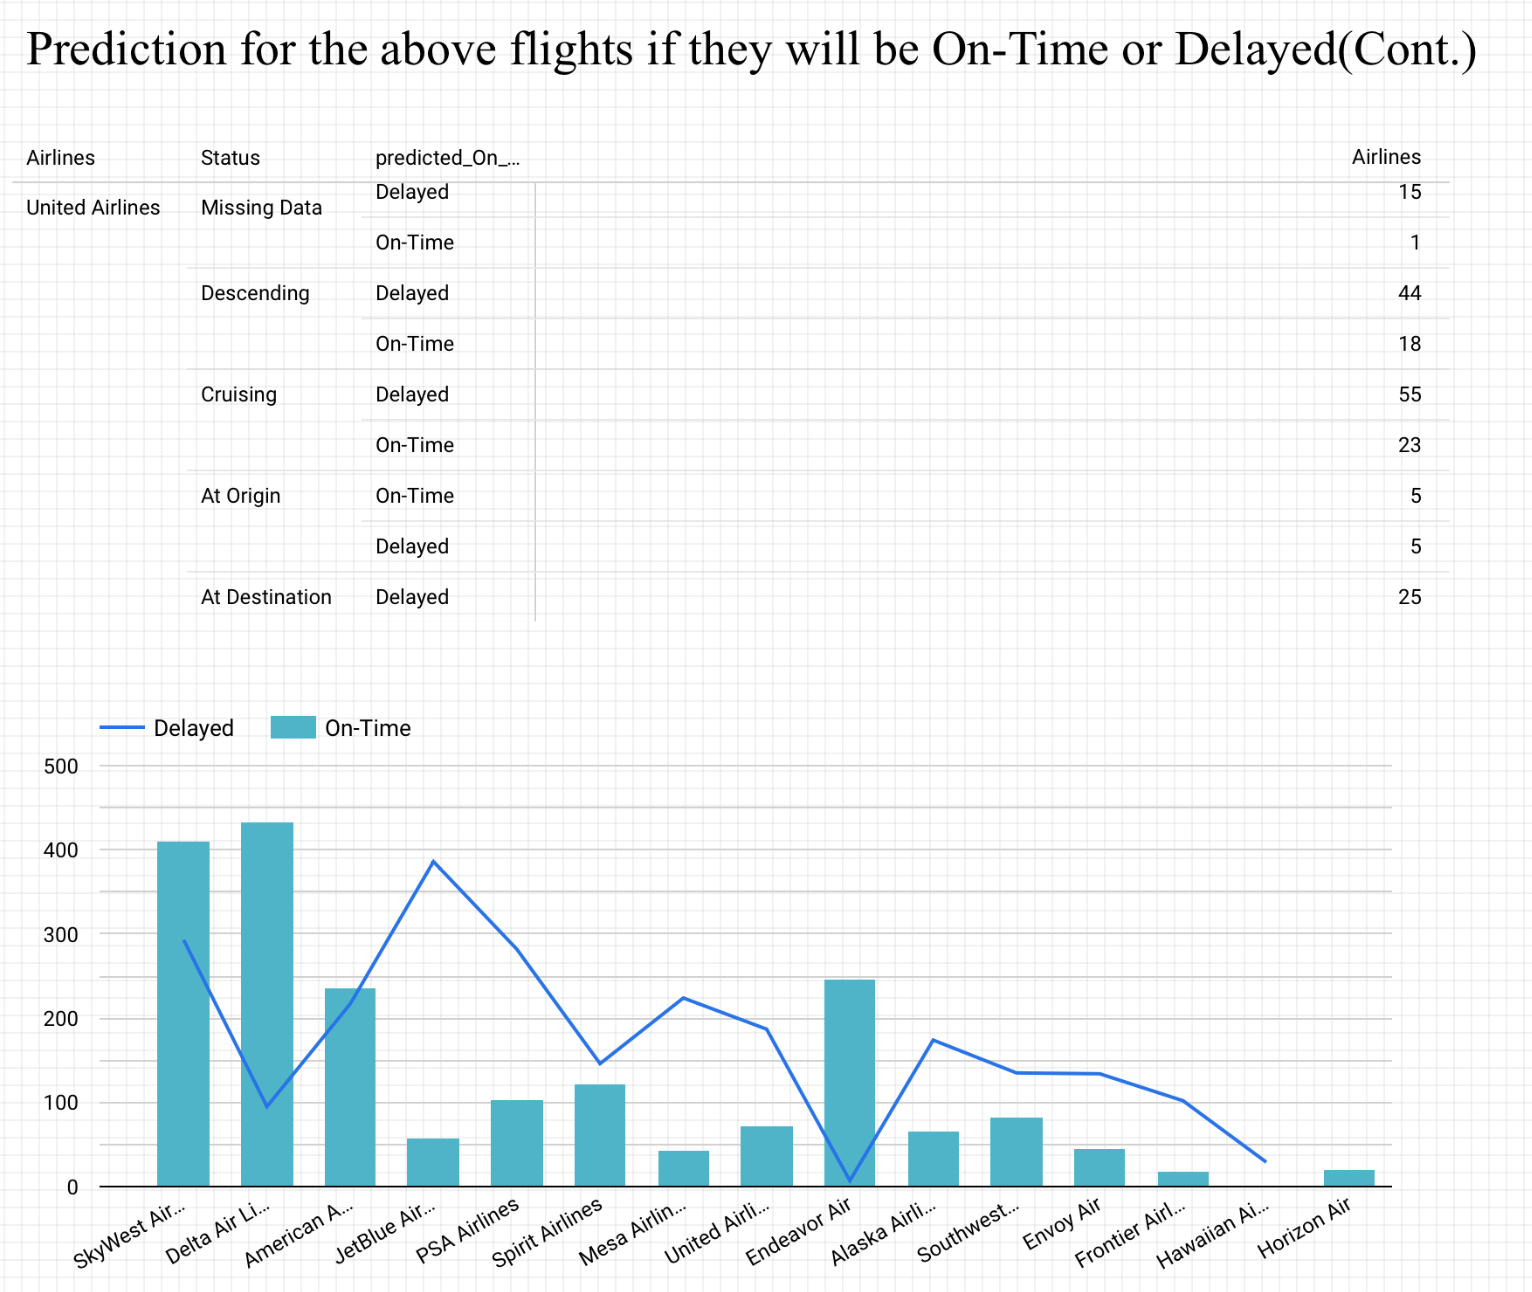 Prediction for the above flights if they will be On-Time or Delayed(Cont.)
Airlines Status predicted_On_... Airlines
Delayed 15
United Airlines Missing Data
On-Time 1
Descending Delayed 44
On-Time 18
Cruising Delayed 55
On-Time 23
At Origin On-Time 5
Delayed 5
At Destination Delayed 25
Delayed On-Time
500
400
300
200
100
0
SkyWest Air...
Delta Air Li...
American A...
JetBlue Air...
PSA Airlines
Spirit Airlines
Mesa Airlin...
United Airli...
Endeavor Air
Alaska Airli...
Southwest...
Envoy Air
Frontier Airl...
Hawaiian Ai...
Horizon Air